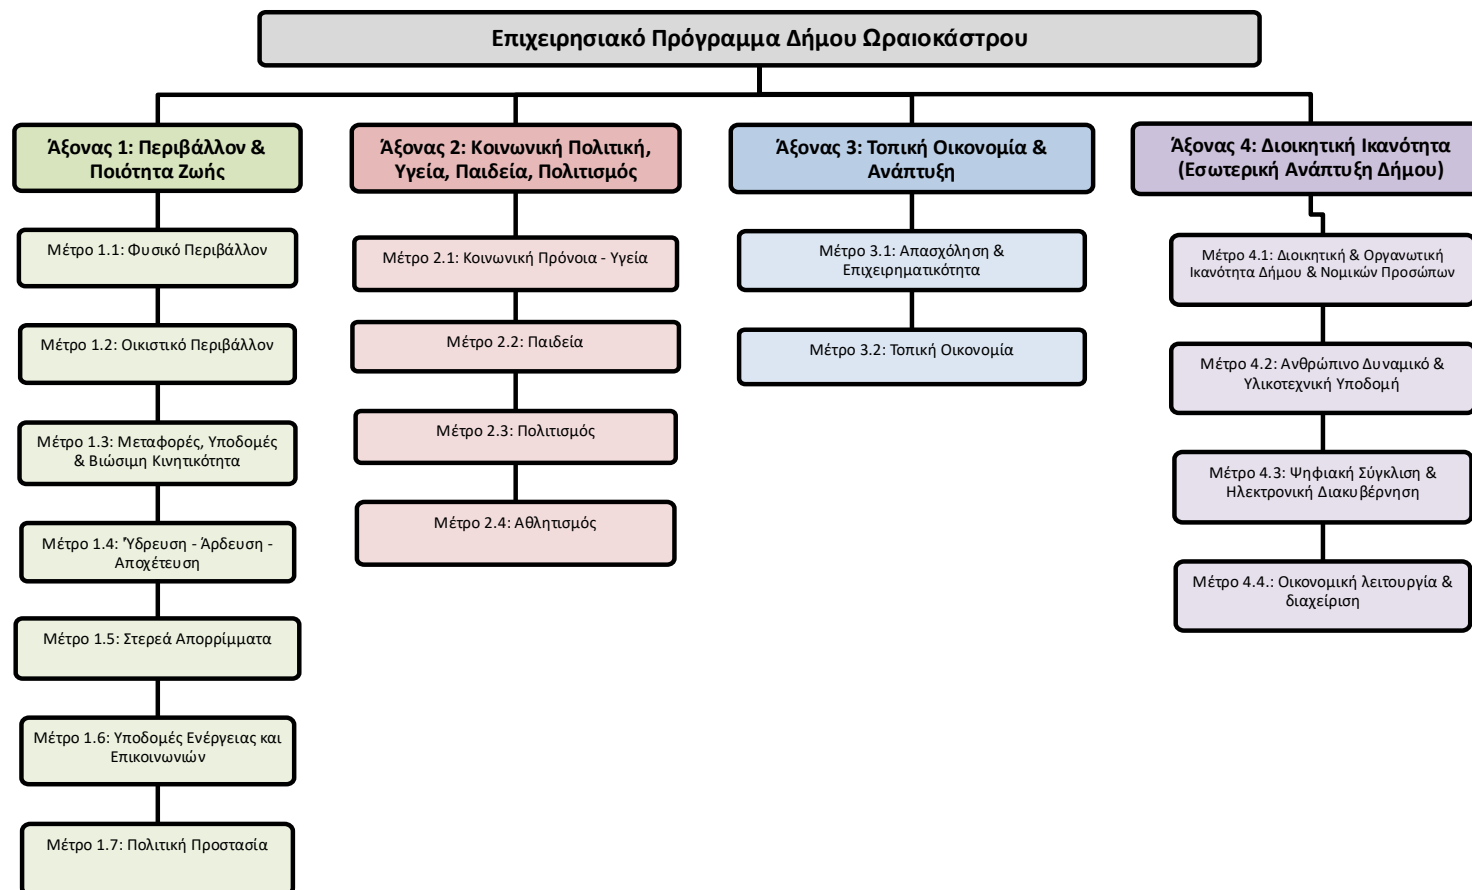 Επιχειρησιακό Πρόγραμμα Δήμου Ωραιοκάστρου
Άξονας 1: Περιβάλλον &
Ποιότητα Ζωής
Μέτρο 1.1: Φυσικό Περιβάλλον
Μέτρο 1.2: Οικιστικό Περιβάλλον
Μέτρο 1.3: Μεταφορές, Υποδομές
& Βιώσιμη Κινητικότητα
Μέτρο 1.4: Ύδρευση - Άρδευση -
Αποχέτευση
Μέτρο 1.5: Στερεά Απορρίμματα
Μέτρο 1.6: Υποδομές Ενέργειας και
Επικοινωνιών
Μέτρο 1.7: Πολιτική Προστασία
Άξονας 2: Κοινωνική Πολιτική,
Υγεία, Παιδεία, Πολιτισμός
Μέτρο 2.1: Κοινωνική Πρόνοια - Υγεία
Μέτρο 2.2: Παιδεία
Μέτρο 2.3: Πολιτισμός
Μέτρο 2.4: Αθλητισμός
Άξονας 3: Τοπική Οικονομία &
Ανάπτυξη
Μέτρο 3.1: Απασχόληση &
Επιχειρηματικότητα
Μέτρο 3.2: Τοπική Οικονομία
Άξονας 4: Διοικητική Ικανότητα
(Εσωτερική Ανάπτυξη Δήμου)
Μέτρο 4.1: Διοικητική & Οργανωτική
Ικανότητα Δήμου & Νομικών Προσώπων
Μέτρο 4.2: Ανθρώπινο Δυναμικό &
Υλικοτεχνική Υποδομή
Μέτρο 4.3: Ψηφιακή Σύγκλιση &
Ηλεκτρονική Διακυβέρνηση
Μέτρο 4.4.: Οικονομική λειτουργία &
διαχείριση